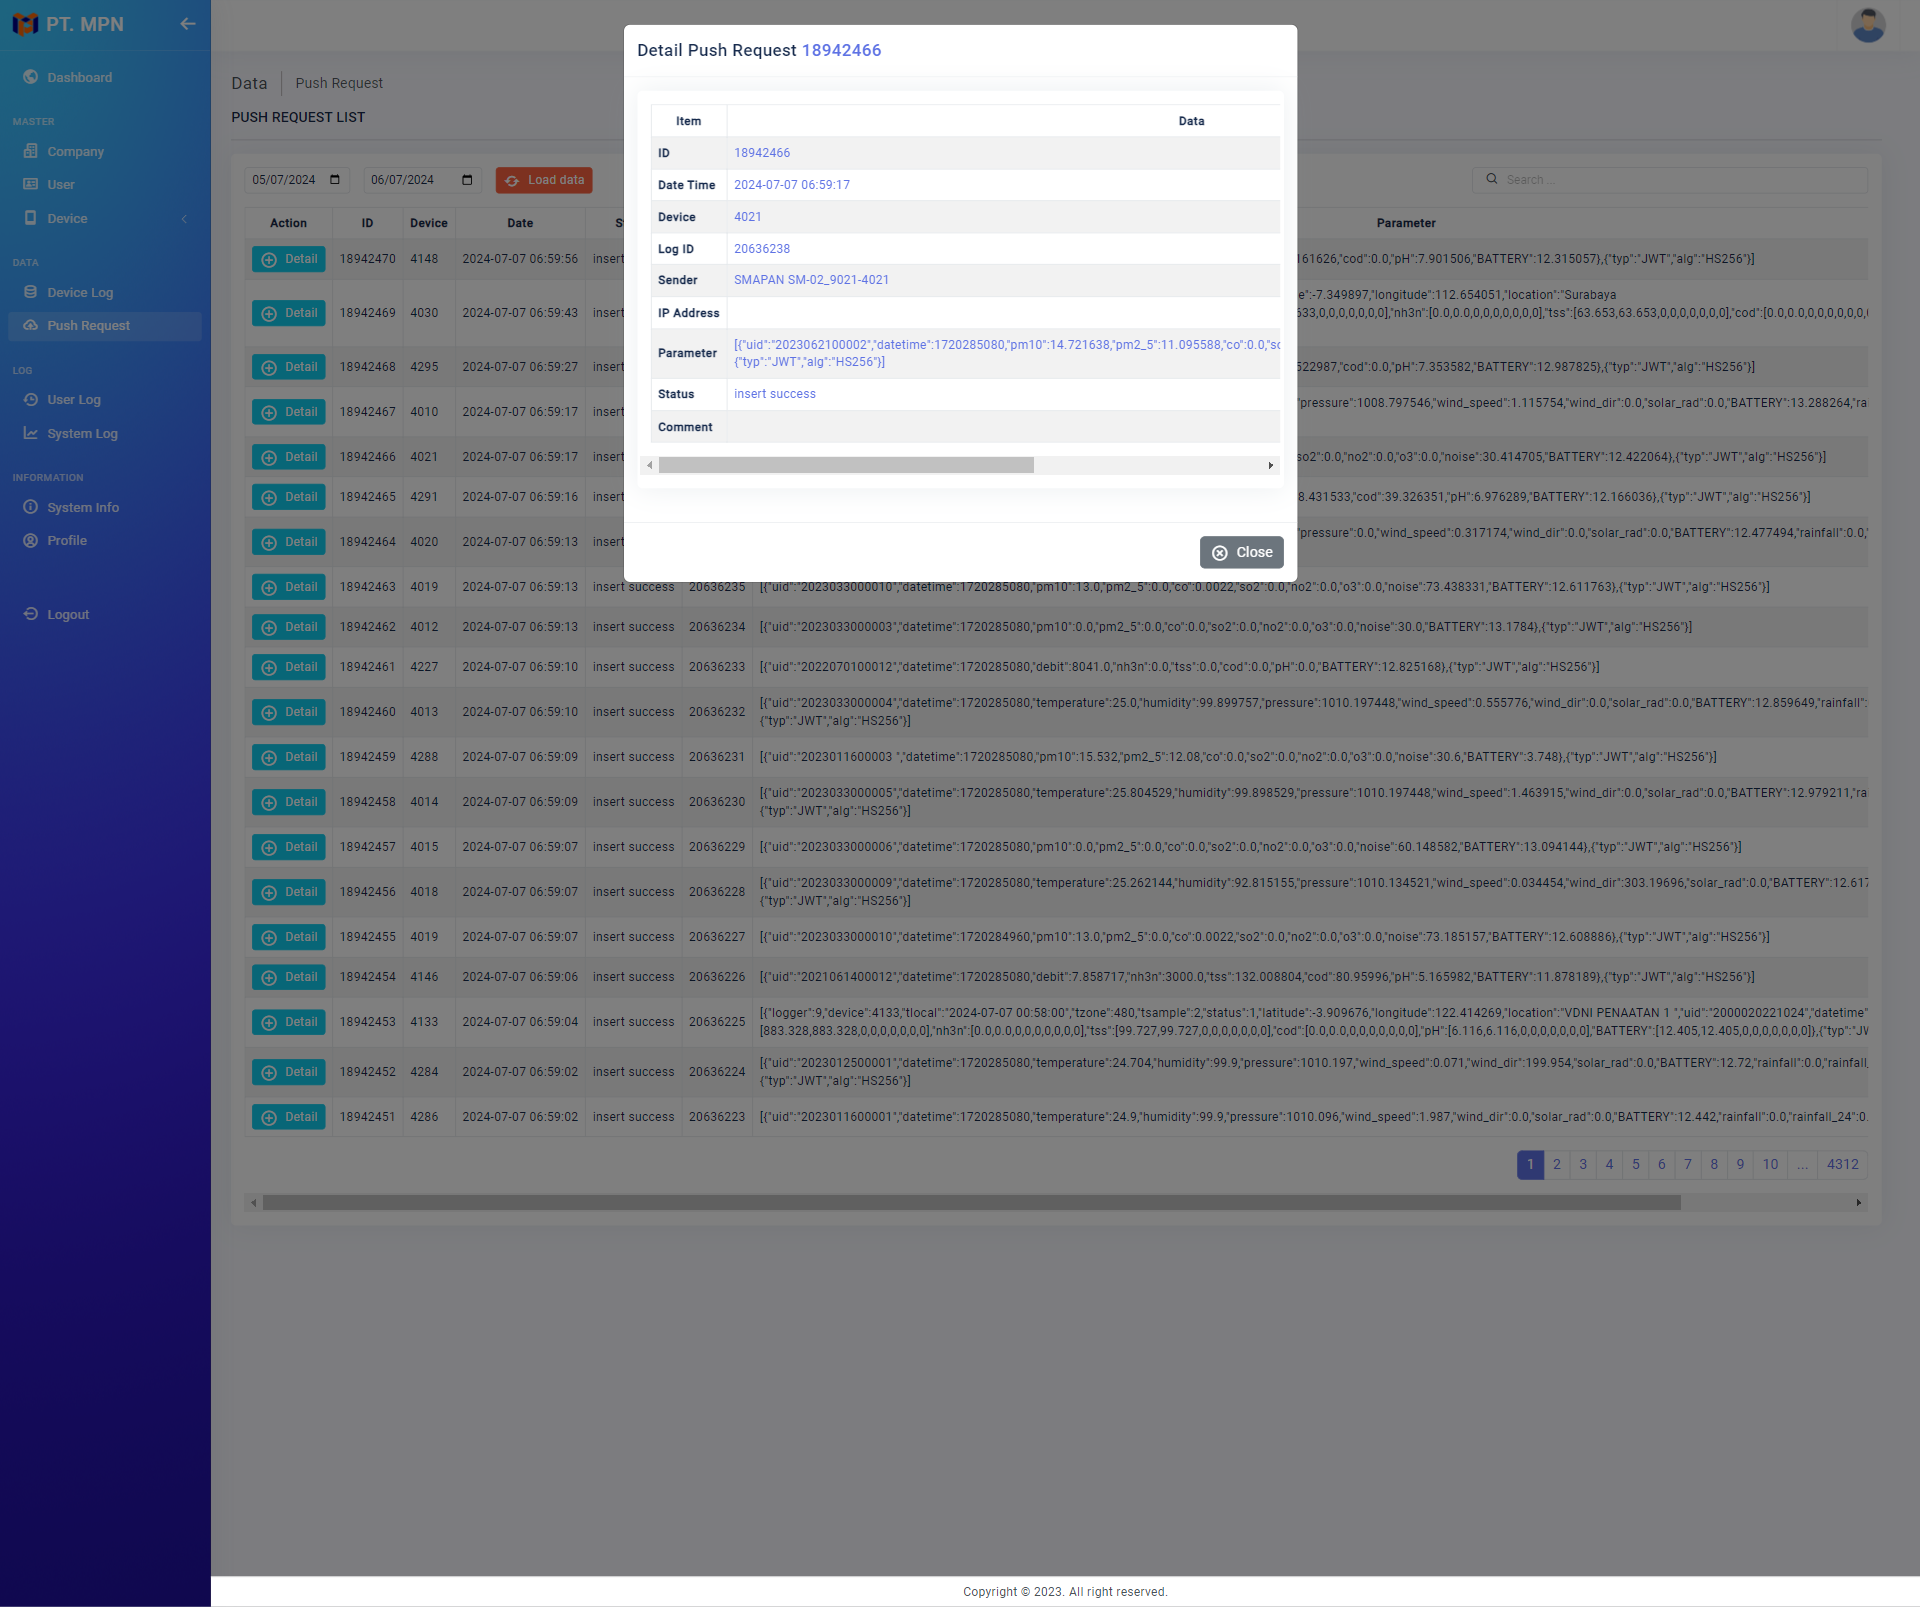 PT. MPN
Dashboard
MASTER
Company
User
Device
DATA
Device Log
Push Request
LOG
User Log
System Log
INFORMATION
System Info
Profile
Logout
Data
Push Request
PUSH REQUEST LIST
05/07/2024 06/07/2024 Load data Search ...
Detail Push Request 18942466
Item Data
ID 18942466
Date Time 2024-07-07 06:59:17
Device 4021
Log ID 20636238
Sender SMAPAN SM-02_9021-4021
IP Address
Parameter [{"uid":"2023062100002","datetime":1720285080,"pm10":14.721638,"pm2_5":11.095588,"co":0.0,"so
{"typ":"JWT","alg":"HS256"}]
Status insert success
Comment
Close
Action ID Device Date Parameter
Detail 18942470 4148 2024-07-07 06:59:56 insert 161626,"cod":0.0,"pH":7.901506,"BATTERY":12.315057},{"typ":"JWT","alg":"HS256"}]
e":-7.349897,"longitude":112.654051,"location":"Surabaya
Detail 18942469 4030 2024-07-07 06:59:43 insert 533,0,0,0,0,0,0],"nh3n":[0.0,0.0,0,0,0,0,0,0],"tss":[63.653,63.653,0,0,0,0,0,0],"cod":[0.0,0.0,0,0,0,0,0,
Detail 18942468 4295 2024-07-07 06:59:27 insert 522987,"cod":0.0,"pH":7.353582,"BATTERY":12.987825},{"typ":"JWT","alg":"HS256"}]
Detail 18942467 4010 2024-07-07 06:59:17 insert pressure":1008.797546,"wind_speed":1.115754,"wind_dir":0.0,"solar_rad":0.0,"BATTERY":13.288264,"ra
Detail 18942466 4021 2024-07-07 06:59:17 insert so2":0.0,"no2":0.0,"o3":0.0,"noise":30.414705,"BATTERY":12.422064},{"typ":"JWT","alg":"HS256"}]
Detail 18942465 4291 2024-07-07 06:59:16 insert 8.431533,"cod":39.326351,"pH":6.976289,"BATTERY":12.166036},{"typ":"JWT","alg":"HS256"}]
Detail 18942464 4020 2024-07-07 06:59:13 insert pressure":0.0,"wind_speed":0.317174,"wind_dir":0.0,"solar_rad":0.0,"BATTERY":12.477494,"rainfall":0.0,"
Detail 18942463 4019 2024-07-07 06:59:13 insert success 20636235 [{"uid":"2023033000010","datetime":1720285080,"pm10":13.0,"pm2_5":0.0,"co":0.0022,"so2":0.0,"no2":0.0,"o3":0.0,"noise":73.438331,"BATTERY":12.611763},{"typ":"JWT","alg":"HS256"}]
Detail 18942462 4012 2024-07-07 06:59:13 insert success 20636234 [{"uid":"2023033000003","datetime":1720285080,"pm10":0.0,"pm2_5":0.0,"co":0.0,"so2":0.0,"no2":0.0,"o3":0.0,"noise":30.0,"BATTERY":13.1784},{"typ":"JWT","alg":"HS256"}]
Detail 18942461 4227 2024-07-07 06:59:10 insert success 20636233 [{"uid":"2022070100012","datetime":1720285080,"debit":8041.0,"nh3n":0.0,"tss":0.0,"cod":0.0,"pH":0.0,"BATTERY":12.825168},{"typ":"JWT","alg":"HS256"}]
Detail 18942460 4013 2024-07-07 06:59:10 insert success 20636232 [{"uid":"2023033000004","datetime":1720285080,"temperature":25.0,"humidity":99.899757,"pressure":1010.197448,"wind_speed":0.555776,"wind_dir":0.0,"solar_rad":0.0,"BATTERY":12.859649,"rainfall":
{"typ":"JWT","alg":"HS256"}]
Detail 18942459 4288 2024-07-07 06:59:09 insert success 20636231 [{"uid":"2023011600003 ","datetime":1720285080,"pm10":15.532,"pm2_5":12.08,"co":0.0,"so2":0.0,"no2":0.0,"o3":0.0,"noise":30.6,"BATTERY":3.748},{"typ":"JWT","alg":"HS256"}]
Detail 18942458 4014 2024-07-07 06:59:09 insert success 20636230 [{"uid":"2023033000005","datetime":1720285080,"temperature":25.804529,"humidity":99.898529,"pressure":1010.197448,"wind_speed":1.463915,"wind_dir":0.0,"solar_rad":0.0,"BATTERY":12.979211,"ra
{"typ":"JWT","alg":"HS256"}]
Detail 18942457 4015 2024-07-07 06:59:07 insert success 20636229 [{"uid":"2023033000006","datetime":1720285080,"pm10":0.0,"pm2_5":0.0,"co":0.0,"so2":0.0,"no2":0.0,"o3":0.0,"noise":60.148582,"BATTERY":13.094144},{"typ":"JWT","alg":"HS256"}]
Detail 18942456 4018 2024-07-07 06:59:07 insert success 20636228 [{"uid":"2023033000009","datetime":1720285080,"temperature":25.262144,"humidity":92.815155,"pressure":1010.134521,"wind_speed":0.034454,"wind_dir":303.19696,"solar_rad":0.0,"BATTERY":12.617
{"typ":"JWT","alg":"HS256"}]
Detail 18942455 4019 2024-07-07 06:59:07 insert success 20636227 [{"uid":"2023033000010","datetime":1720284960,"pm10":13.0,"pm2_5":0.0,"co":0.0022,"so2":0.0,"no2":0.0,"o3":0.0,"noise":73.185157,"BATTERY":12.608886},{"typ":"JWT","alg":"HS256"}]
Detail 18942454 4146 2024-07-07 06:59:06 insert success 20636226 [{"uid":"2021061400012","datetime":1720285080,"debit":7.858717,"nh3n":3000.0,"tss":132.008804,"cod":80.95996,"pH":5.165982,"BATTERY":11.878189},{"typ":"JWT","alg":"HS256"}]
Detail 18942453 4133 2024-07-07 06:59:04 insert success 20636225 [{"logger":9,"device":4133,"tlocal":"2024-07-07 00:58:00","tzone":480,"tsample":2,"status":1,"latitude":-3.909676,"longitude":122.414269,"location":"VDNI PENAATAN 1 ","uid":"2000020221024","datetime"
[883.328,883.328,0,0,0,0,0,0],"nh3n":[0.0,0.0,0,0,0,0,0,0],"tss":[99.727,99.727,0,0,0,0,0,0],"cod":[0.0,0.0,0,0,0,0,0,0],"pH":[6.116,6.116,0,0,0,0,0,0],"BATTERY":[12.405,12.405,0,0,0,0,0,0]},{"typ":"JW
Detail 18942452 4284 2024-07-07 06:59:02 insert success 20636224 [{"uid":"2023012500001","datetime":1720285080,"temperature":24.704,"humidity":99.9,"pressure":1010.197,"wind_speed":0.071,"wind_dir":199.954,"solar_rad":0.0,"BATTERY":12.72,"rainfall":0.0,"rainfall_
{"typ":"JWT","alg":"HS256"}]
Detail 18942451 4286 2024-07-07 06:59:02 insert success 20636223 [{"uid":"2023011600001","datetime":1720285080,"temperature":24.9,"humidity":99.9,"pressure":1010.096,"wind_speed":1.987,"wind_dir":0.0,"solar_rad":0.0,"BATTERY":12.442,"rainfall":0.0,"rainfall_24":0.
1 2 3 4 5 6 7 8 9 10 ... 4312
Copyright © 2023. All right reserved.